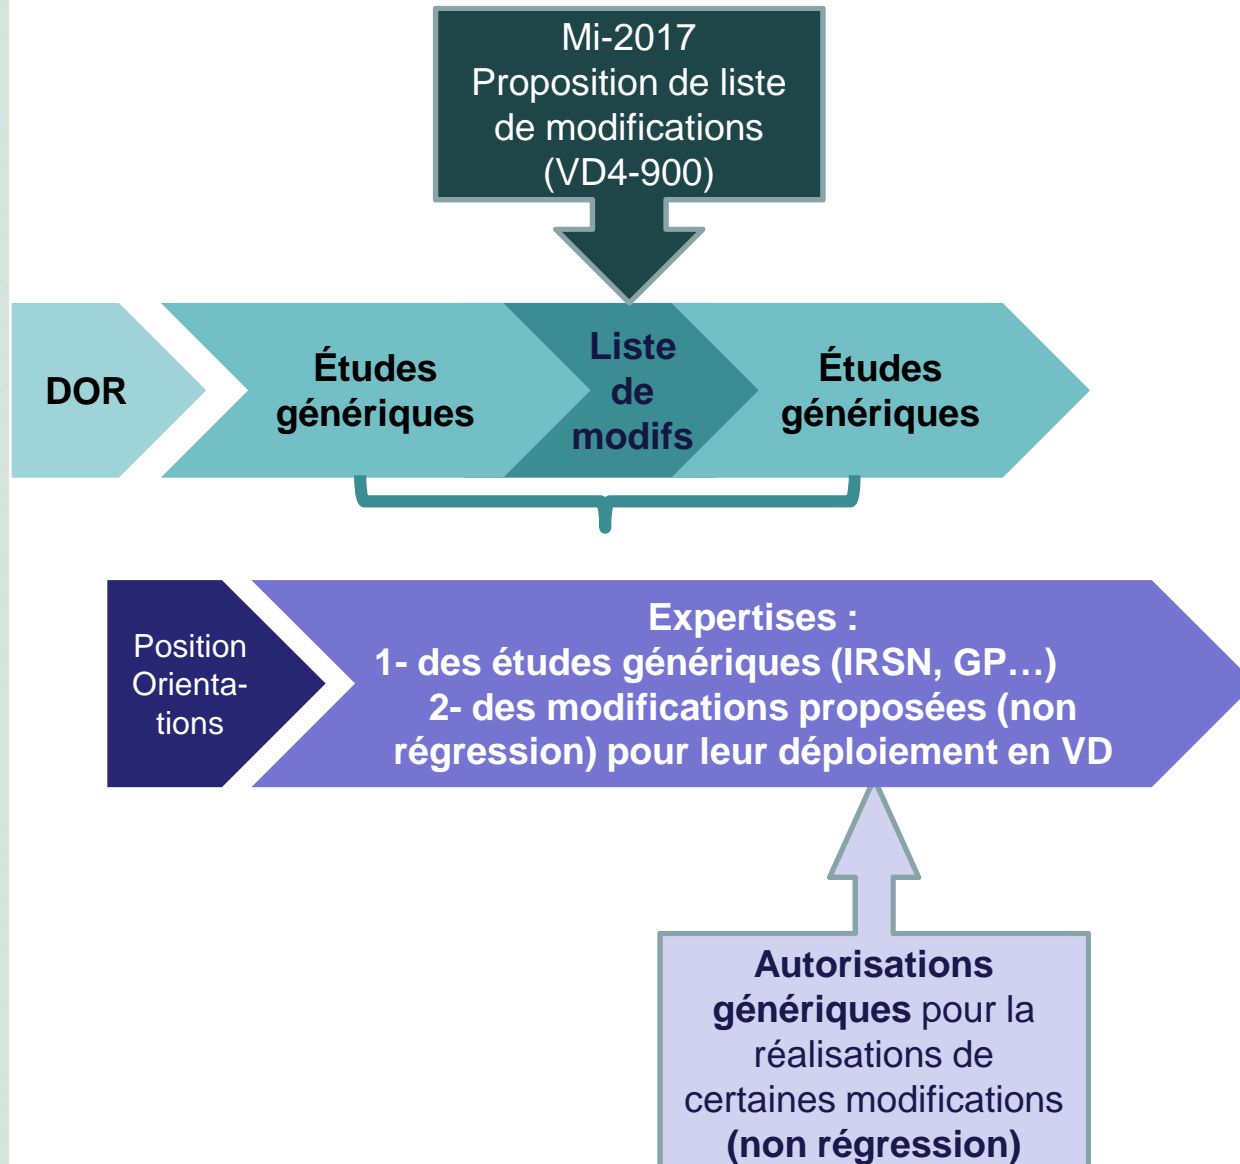 Mi-2017
Proposition de liste
de modifications
(VD4-900)
DOR
Études
génériques
Liste
de
modifs
Études
génériques
Position
Orienta-
tions
Expertises :
1- des études génériques (IRSN, GP…)
2- des modifications proposées (non
régression) pour leur déploiement en VD
Autorisations
génériques pour la
réalisations de
certaines modifications
(non régression)